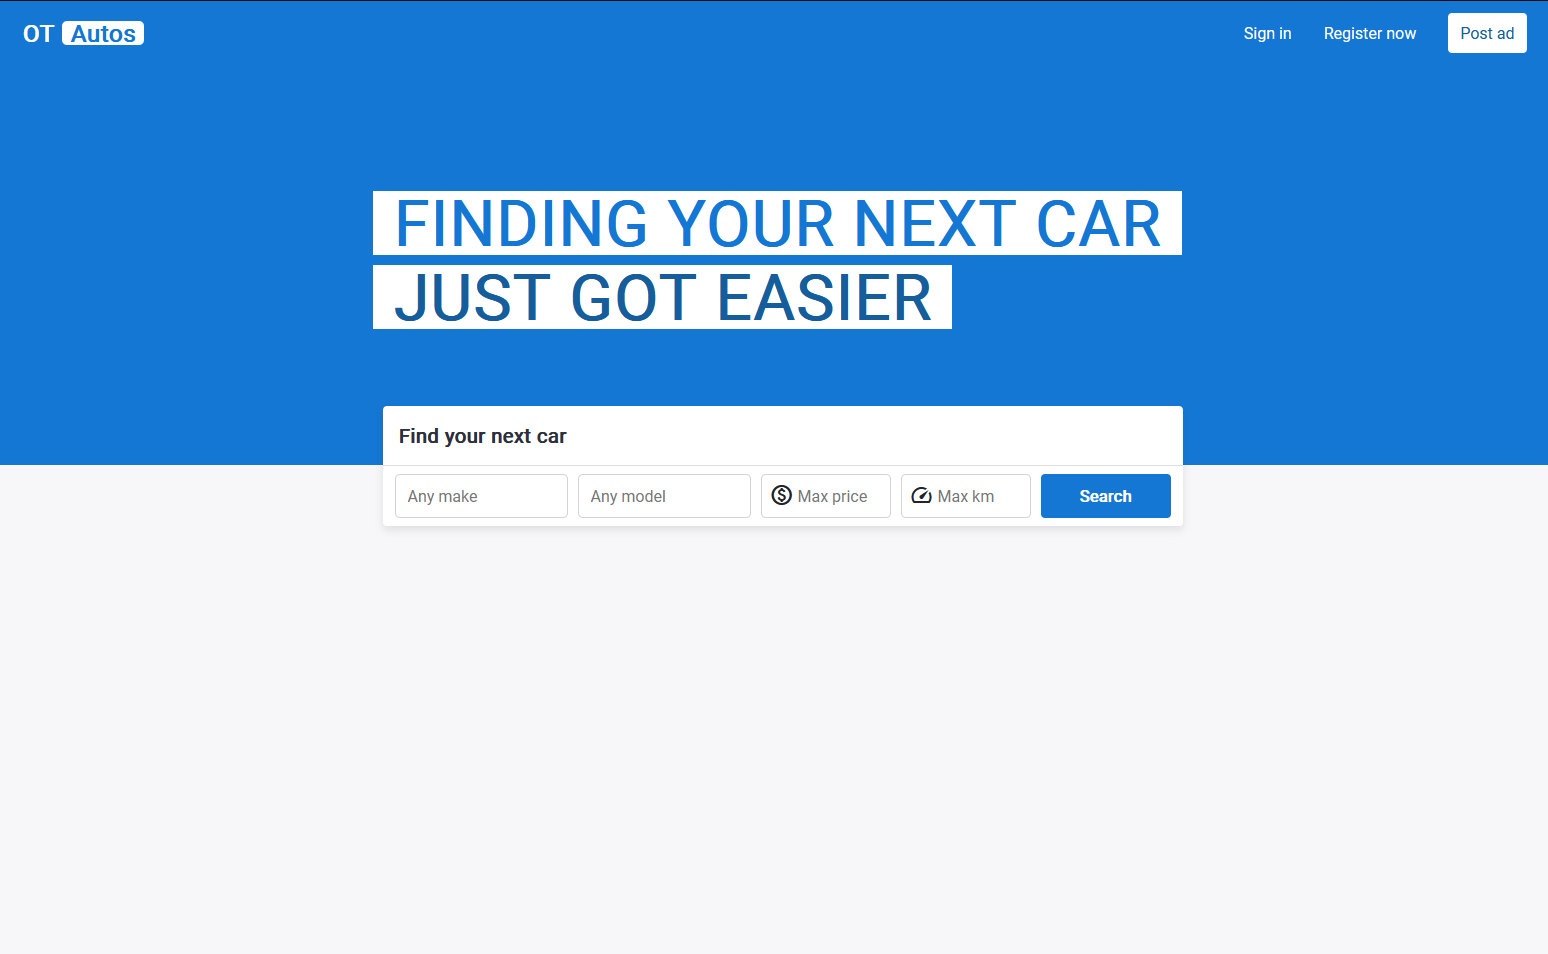 OT Autos
Sign in
Register now
Post ad
FINDING YOUR NEXT CAR
JUST GOT EASIER
Find your next car
Any make
Any model
Max price
Max km
Search